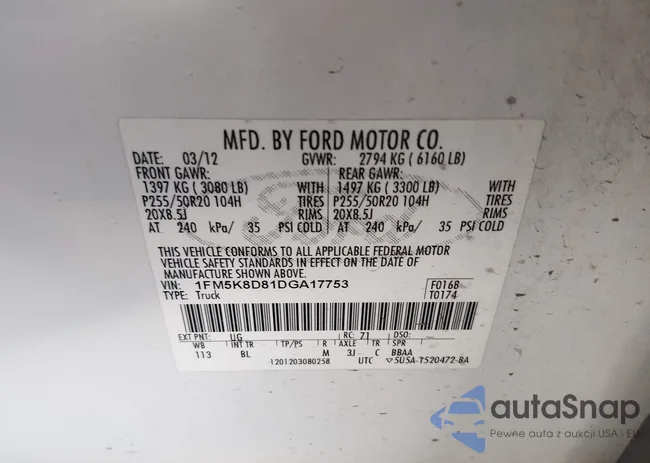 MFD. BY FORD MOTOR CO.
DATE: 03/12 GVWR: 2794 KG ( 6160 LB)
FRONT GAWR: REAR GAWR:
1397 KG ( 3080 LB) WITH 1497 KG ( 3300 LB) WITH
P255/50R20 104H TIRES P255/50R20 104H TIRES
20X8.5J RIMS 20X8.5J RIMS
AT 240 kPa/ 35 PSI COLD AT 240 kPa/ 35 PSI COLD
THIS VEHICLE CONFORMS TO ALL APPLICABLE FEDERAL MOTOR
VEHICLE SAFETY STANDARDS IN EFFECT ON THE DATE OF
MANUFACTURE SHOWN ABOVE.
VIN: 1FM5K8D81DGA17753 F0168
TYPE: Truck T0174
EXT PNT: UG RC: 71 DSO:
WB INT TR TP/PS R AXLE TR SPR
113 BL M 3J C BBAA
1201203080258 UTC 5U5A-1520472-BA
Ford
autoSnap
Pewne auta z aukcji USA i EU